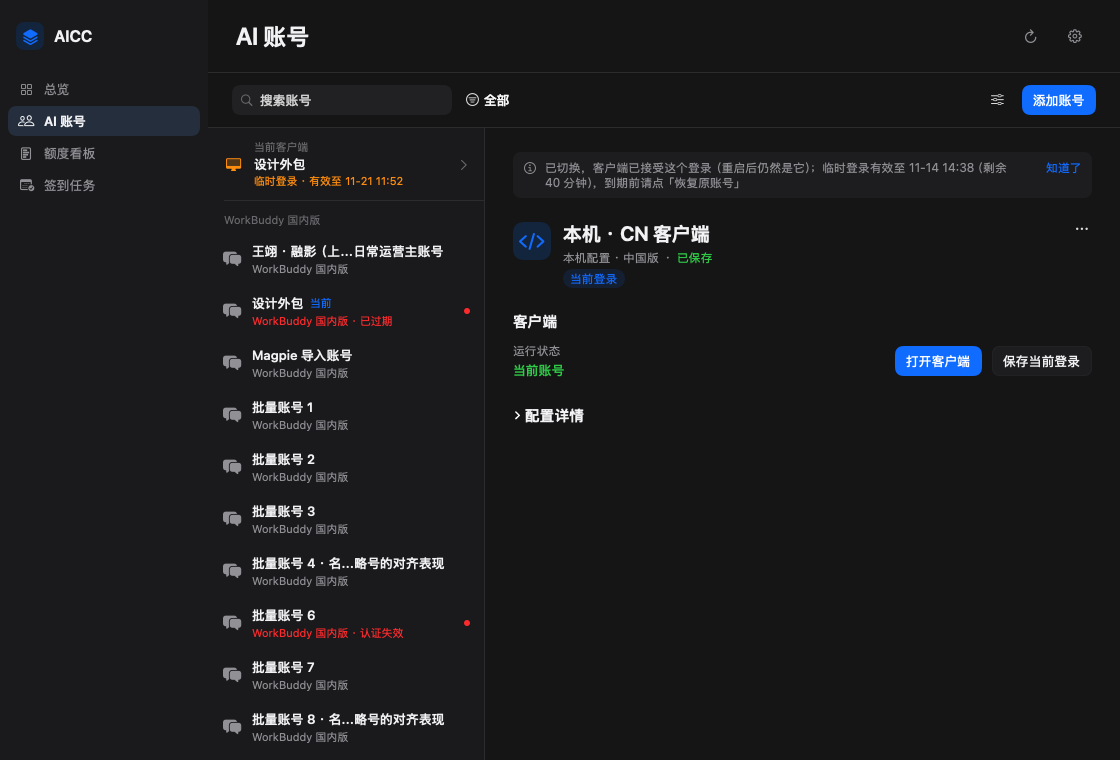 AICC
总览
AI 账号
额度看板
签到任务
AI 账号
搜索账号
全部
添加账号
当前客户端
设计外包
临时登录 · 有效至 11-21 11:52
WorkBuddy 国内版
王翊 · 融影（上...日常运营主账号
WorkBuddy 国内版
设计外包 当前
WorkBuddy 国内版 · 已过期
Magpie 导入账号
WorkBuddy 国内版
批量账号 1
WorkBuddy 国内版
批量账号 2
WorkBuddy 国内版
批量账号 3
WorkBuddy 国内版
批量账号 4 · 名...略号的对齐表现
WorkBuddy 国内版
批量账号 6
WorkBuddy 国内版 · 认证失效
批量账号 7
WorkBuddy 国内版
批量账号 8 · 名...略号的对齐表现
WorkBuddy 国内版
已切换，客户端已接受这个登录（重启后仍然是它）；临时登录有效至 11-14 14:38（剩余
40 分钟），到期前请点「恢复原账号」
知道了
本机 · CN 客户端
本机配置 · 中国版 · 已保存
当前登录
客户端
运行状态
当前账号
打开客户端
保存当前登录
配置详情